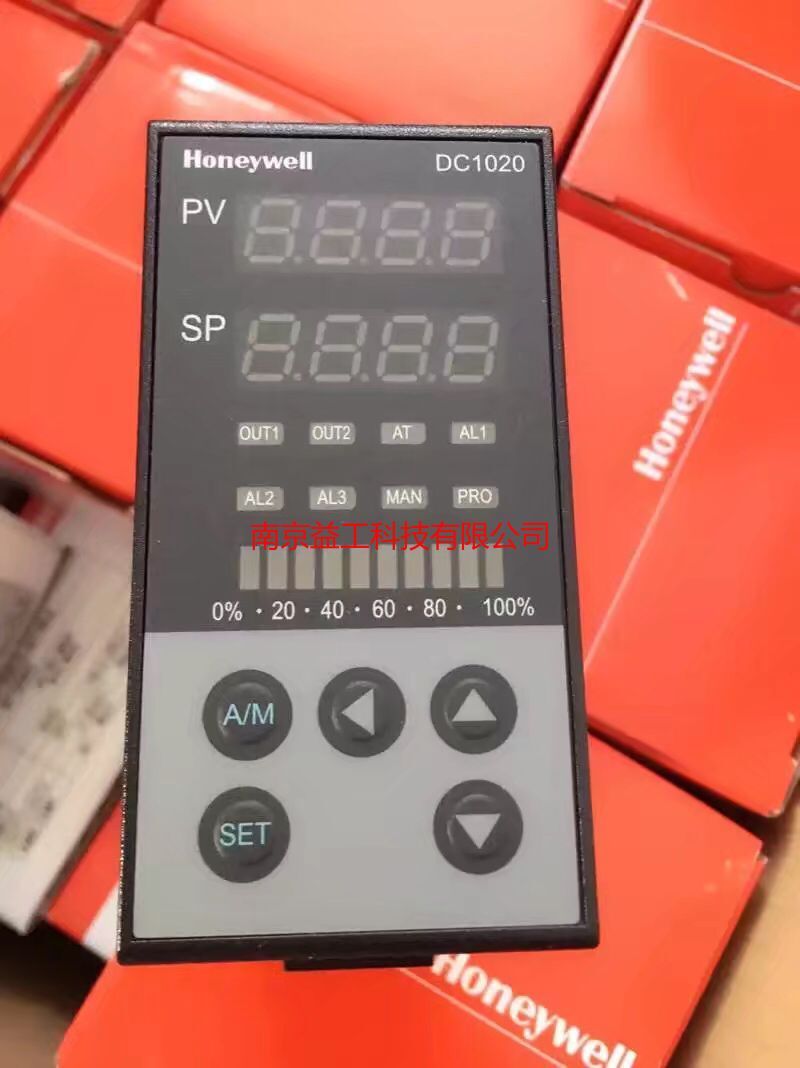 Honeywell DC1020
PV
SP
OUT1 OUT2 AT AL1
AL2 AL3 MAN PRO
南京益工科技有限公司
0% · 20 · 40 · 60 · 80 · 100%
A/M
SET
Honeywell
Honeywell